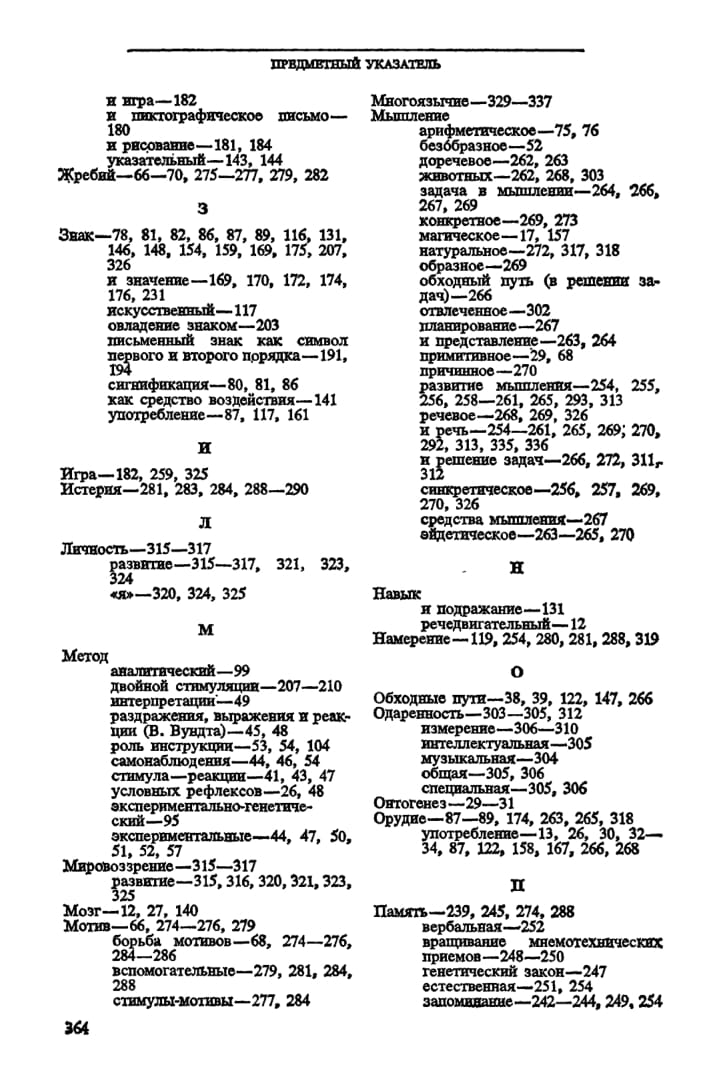 ПРЕДМЕТНЫЙ УКАЗАТЕЛЬ
и игра—182
и пиктографическое письмо—
180
и рисование—181, 184
указательный—143, 144
Жребий—66—70, 275—277, 279, 282
З
Знак—78, 81, 82, 86, 87, 89, 116, 131,
146, 148, 154, 159, 169, 175, 207,
326
и значение—169, 170, 172, 174,
176, 231
искусственный—117
овладение знаком—203
письменный знак как символ
первого и второго порядка—191,
194
сигнификация—80, 81, 86
как средство воздействия—141
употребление—87, 117, 161
И
Игра—182, 259, 325
Истерия—281, 283, 284, 288—290
Л
Личность—315—317
развитие—315—317, 321, 323,
324
«я»—320, 324, 325
М
Метод
аналитический—99
двойной стимуляции—207—210
интерпретации—49
раздражения, выражения и реак-
ции (В. Вундта)—45, 48
роль инструкции—53, 54, 104
самонаблюдения—44, 46, 54
стимула—реакции—41, 43, 47
условных рефлексов—26, 48
экспериментально-генетиче-
ский—95
экспериментальные—44, 47, 50,
51, 52, 57
Мировоззрение—315—317
развитие—315, 316, 320, 321, 323,
325
Мозг—12, 27, 140
Мотив—66, 274—276, 279
борьба мотивов—68, 274—276,
284—286
вспомогательные—279, 281, 284,
288
стимулы-мотивы—277, 284
Многоязычие—329—337
Мышление
арифметическое—75, 76
безобразное—52
доречевое—262, 263
животных—262, 268, 303
задача в мышлении—264, 266,
267, 269
конкретное—269, 273
магическое—17, 157
натуральное—272, 317, 318
образное—269
обходный путь (в решении за-
дач)—266
отвлеченное—302
планирование—267
и представление—263, 264
примитивное—29, 68
причинное—270
развитие мышления—254, 255,
256, 258—261, 265, 293, 313
речевое—268, 269, 326
и речь—254—261, 265, 269; 270,
292, 313, 335, 336
и решение задач—266, 272, 311,
312
синкретическое—256, 257, 269,
270, 326
средства мышления—267
эйдетическое—263—265, 270
Н
Навык
и подражание—131
речедвигательный—12
Намерение—119, 254, 280, 281, 288, 319
О
Обходные пути—38, 39, 122, 147, 266
Одаренность—303—305, 312
измерение—306—310
интеллектуальная—305
музыкальная—304
общая—305, 306
специальная—305, 306
Онтогенез—29—31
Орудие—87—89, 174, 263, 265, 318
употребление—13, 26, 30, 32—
34, 87, 122, 158, 167, 266, 268
П
Память—239, 245, 274, 288
вербальная—252
вращивание мнемотехнических
приемов—248—250
генетический закон—247
естественная—251, 254
запоминание—242—244, 249, 254
364